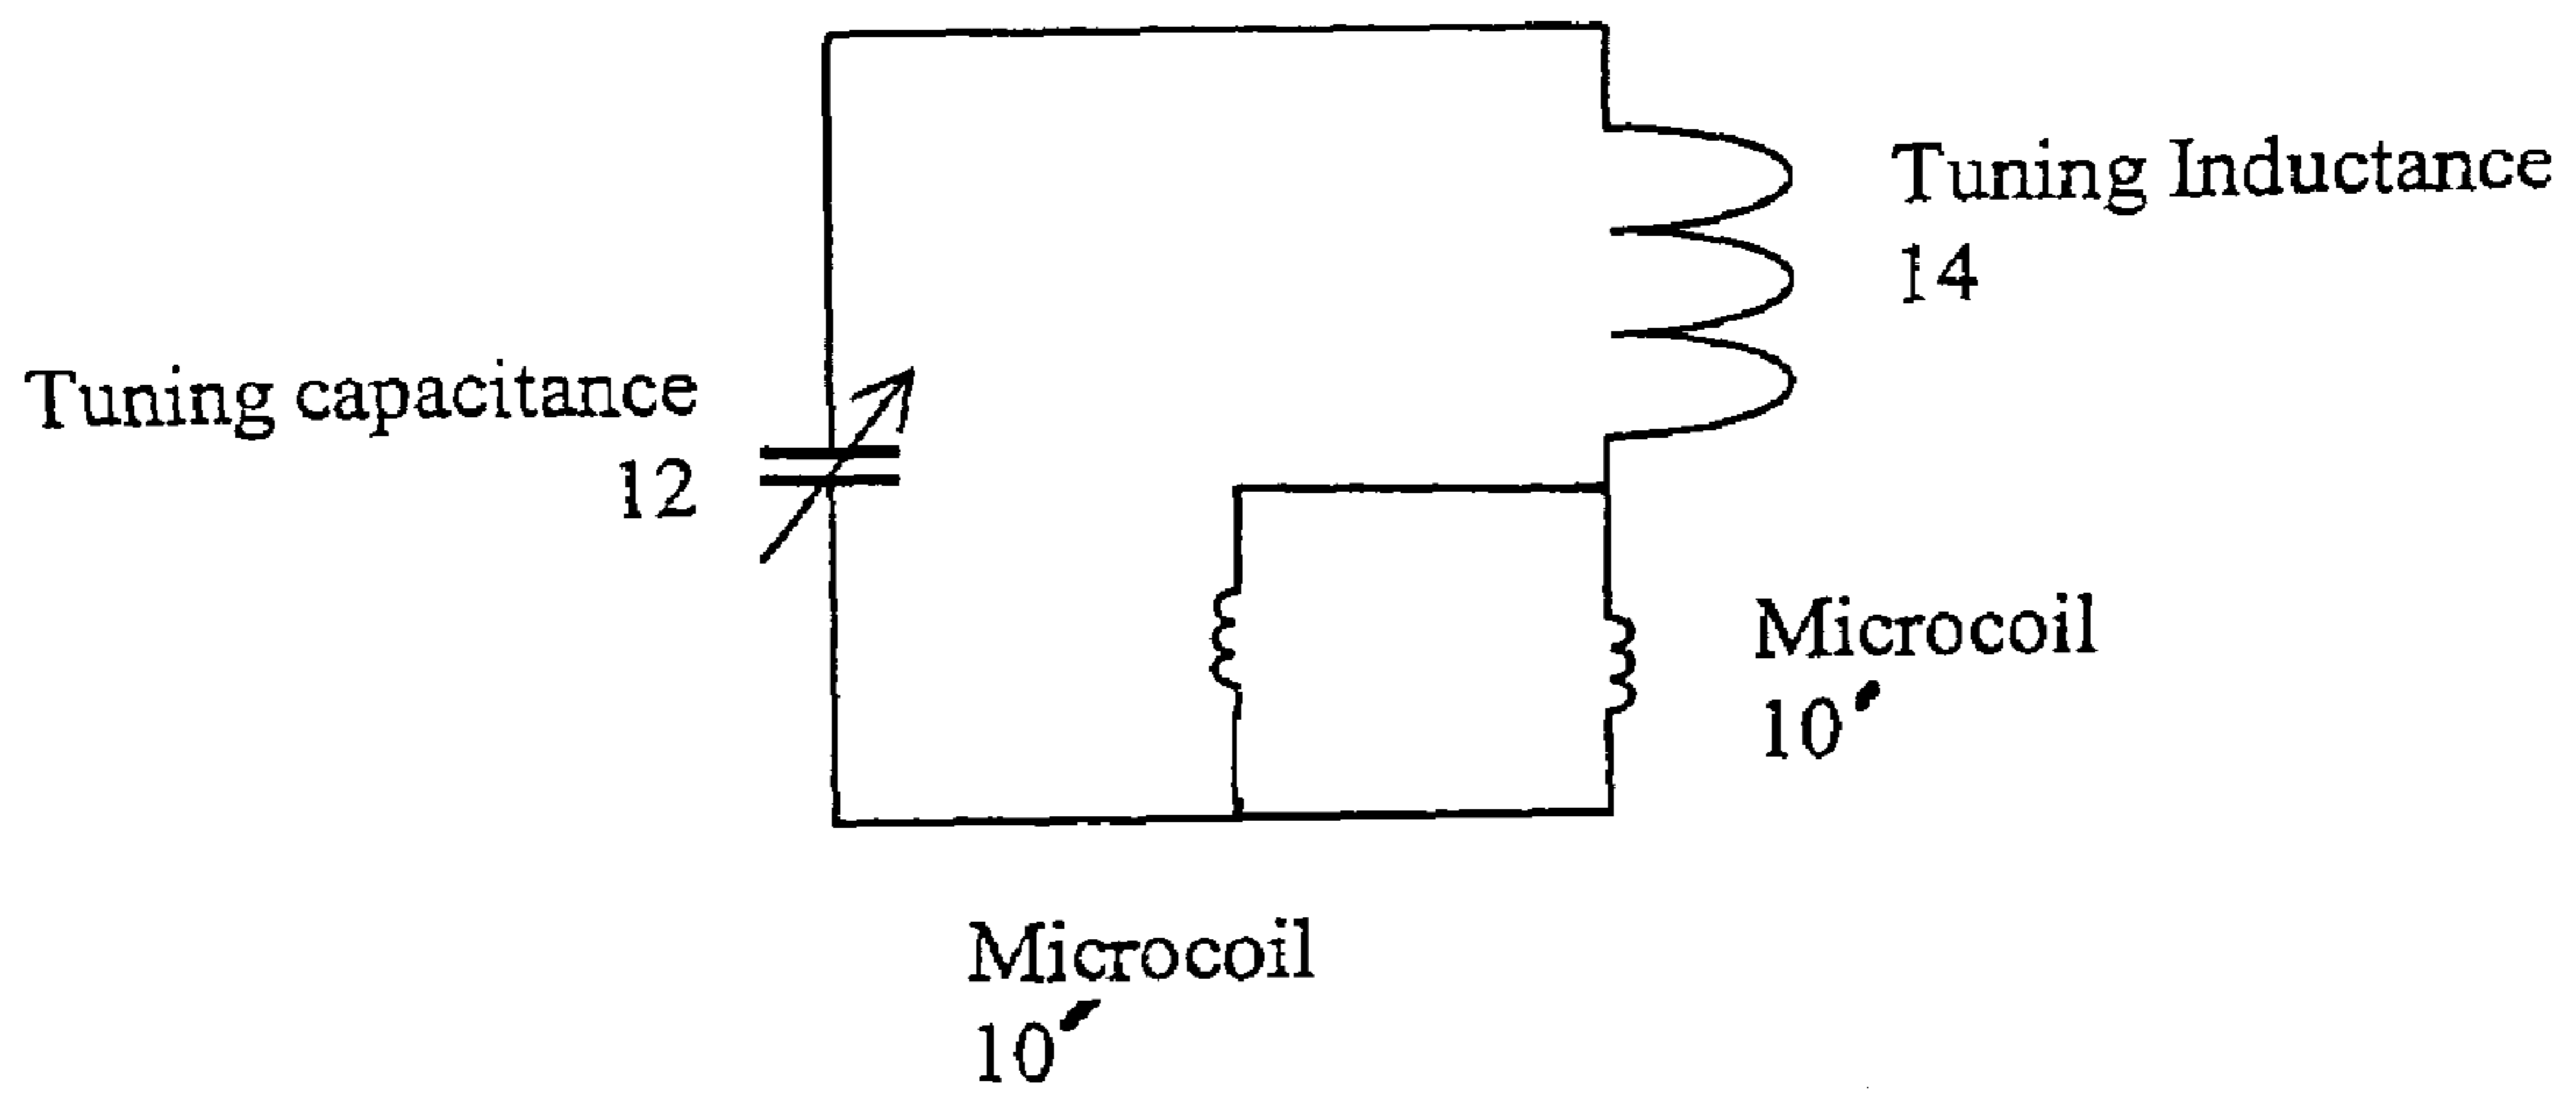 Tuning Inductance
14
Tuning capacitance
12
Microcoil
10'
Microcoil
10'